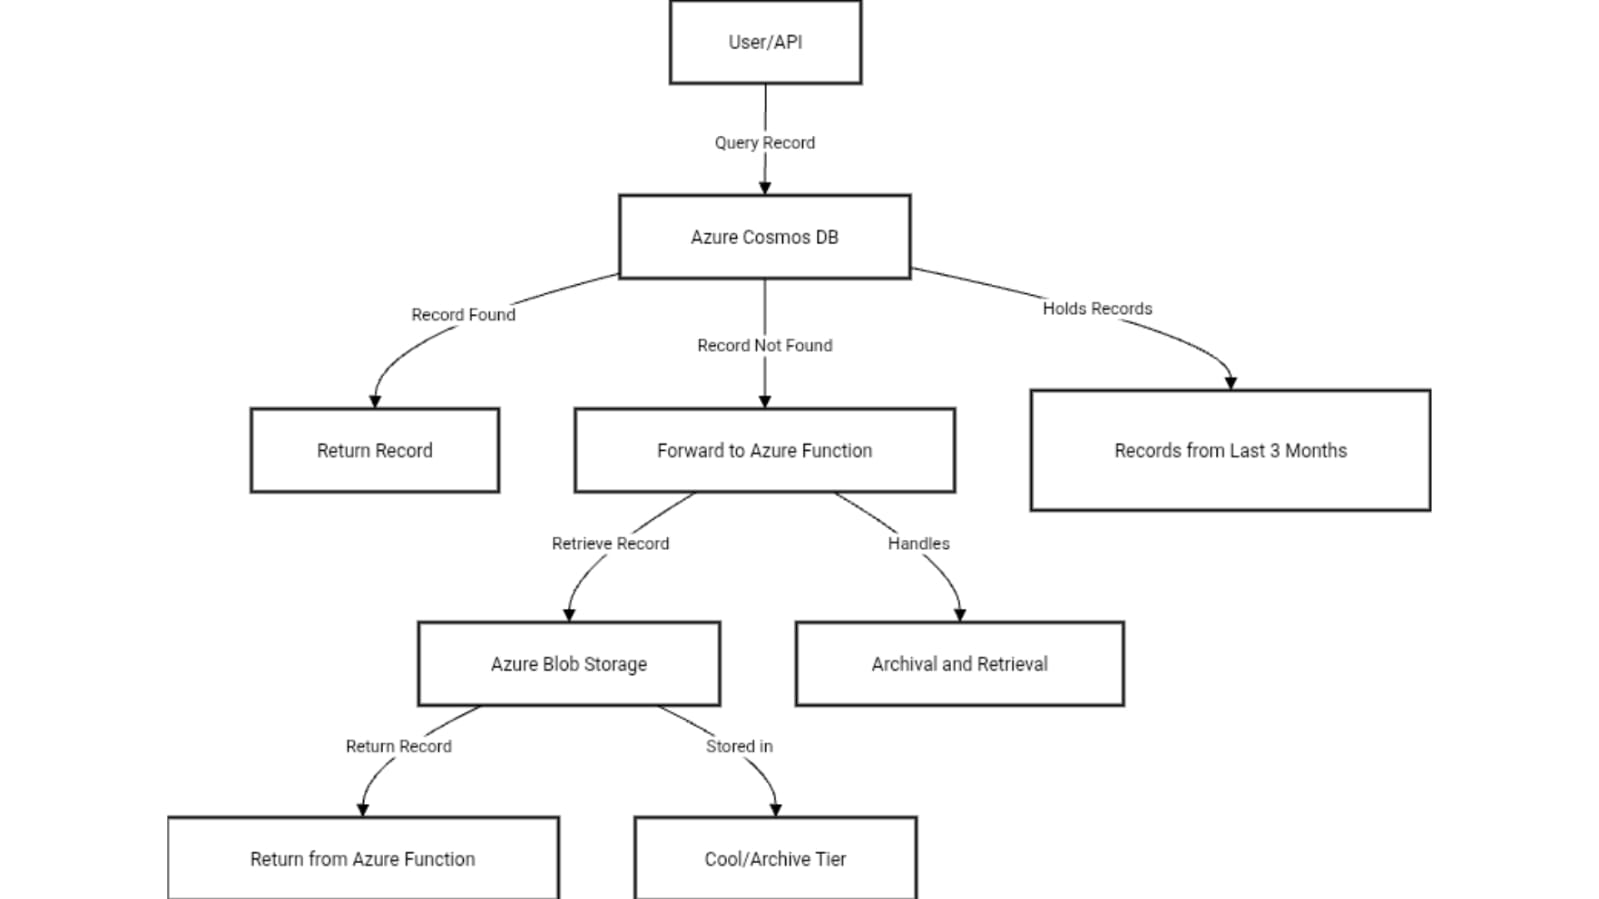 User/API
Query Record
Azure Cosmos DB
Record Found
Record Not Found
Holds Records
Return Record
Forward to Azure Function
Records from Last 3 Months
Retrieve Record
Handles
Azure Blob Storage
Archival and Retrieval
Return Record
Stored in
Return from Azure Function
Cool/Archive Tier